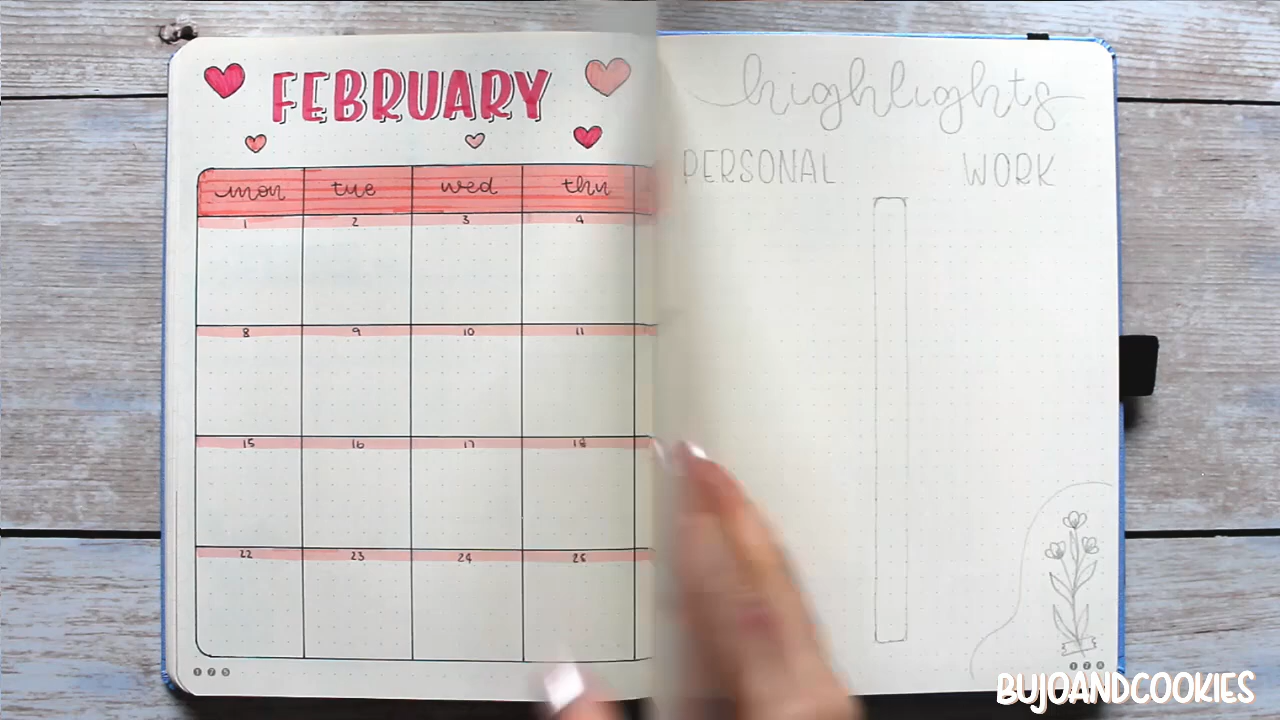 FEBRUARY
mon tue wed thu
1 2 3 4
8 9 10 11
15 16 17 18
22 23 24 25
175
highlights
PERSONAL WORK
BUJOANDCOOKIES